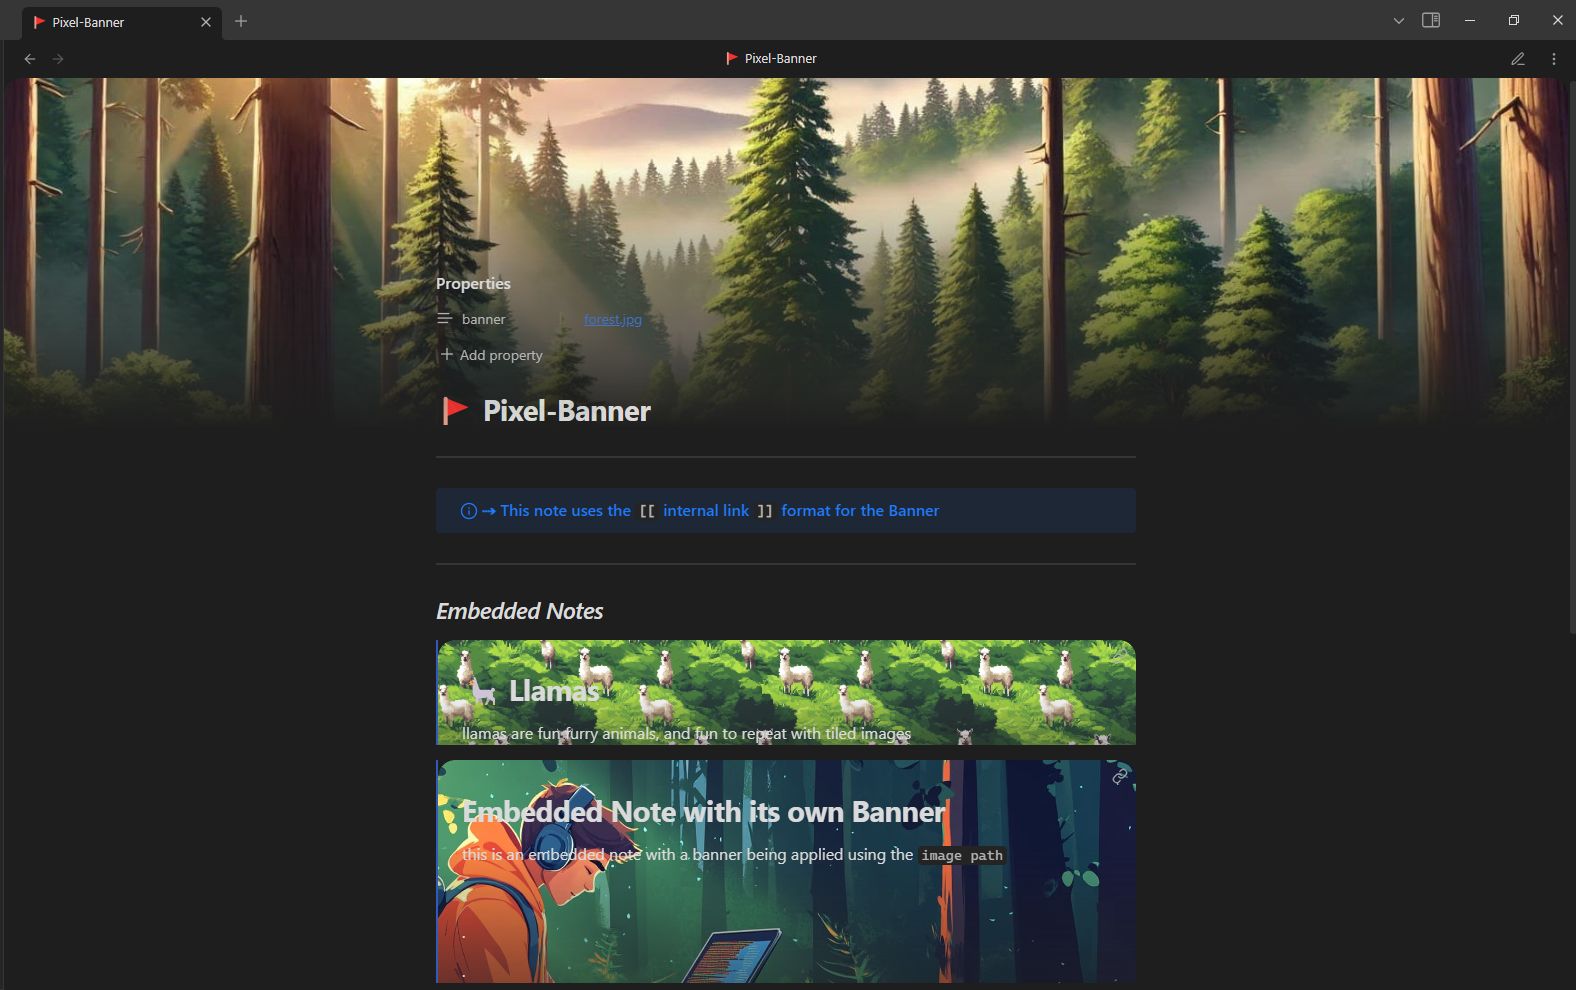 Pixel-Banner
Pixel-Banner
Properties
banner forest.jpg
Add property
Pixel-Banner
→ This note uses the [[ internal link ]] format for the Banner
Embedded Notes
Llamas
llamas are fun furry animals, and fun to repeat with tiled images
Embedded Note with its own Banner
this is an embedded note with a banner being applied using the image path